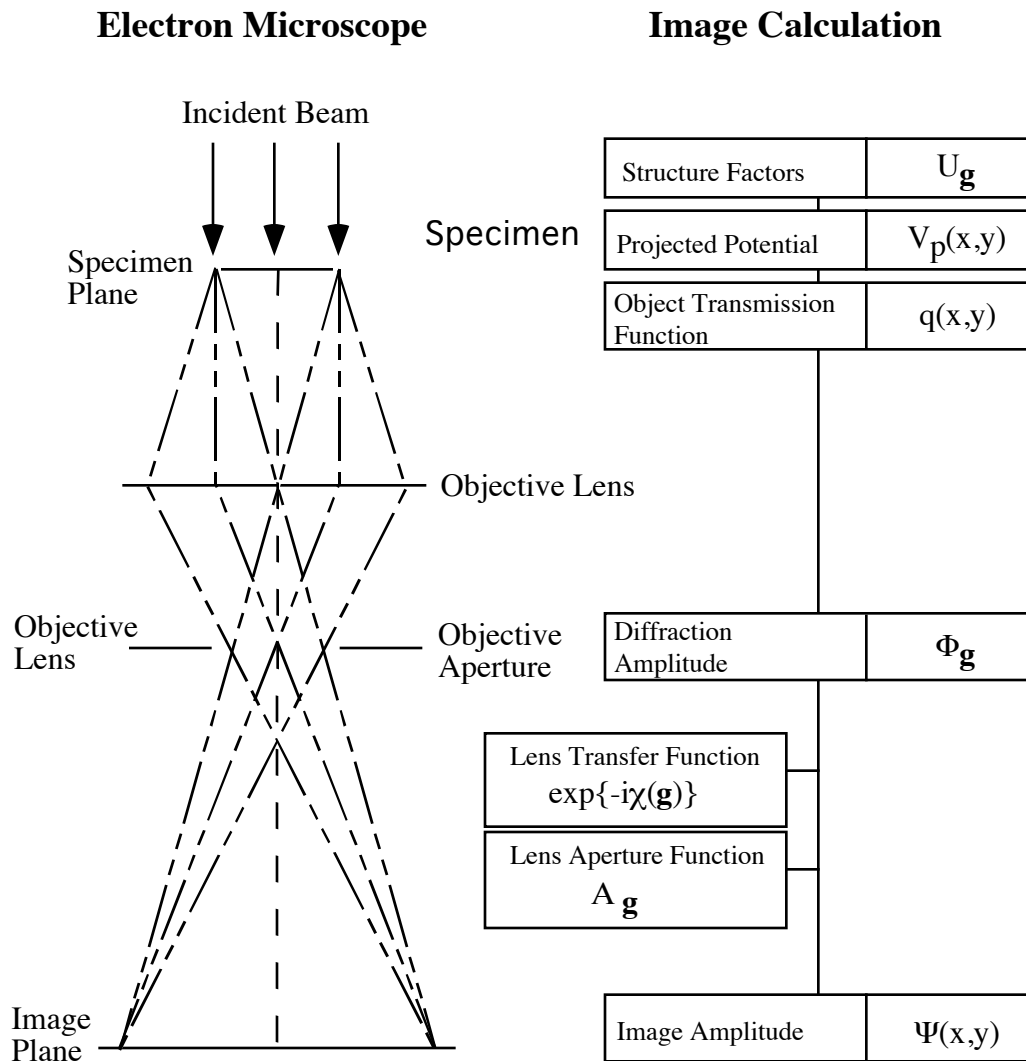 Electron Microscope
Image Calculation
Incident Beam
Structure Factors
U g
Specimen
Projected Potential
Vp(x,y)
Specimen
Plane
Object Transmission
Function
q(x,y)
Objective Lens
Objective
Lens
Objective
Aperture
Diffraction
Amplitude
Φg
Lens Transfer Function
exp{-iχ(g)}
Lens Aperture Function
A g
Image
Plane
Image Amplitude
Ψ(x,y)